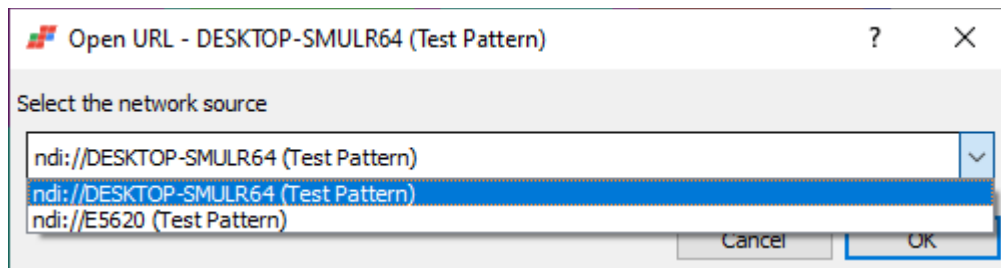 Open URL - DESKTOP-SMULR64 (Test Pattern) ?
Select the network source
ndi://DESKTOP-SMULR64 (Test Pattern)
ndi://DESKTOP-SMULR64 (Test Pattern)
ndi://E5620 (Test Pattern)
Cancel OK